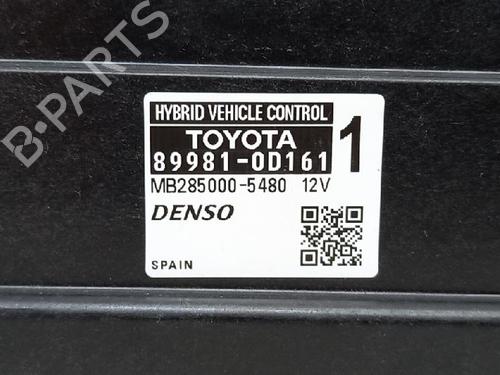 B-PARTS
HYBRID VEHICLE CONTROL
TOYOTA
89981-0D161
1
MB285000-5480 12V
DENSO
SPAIN